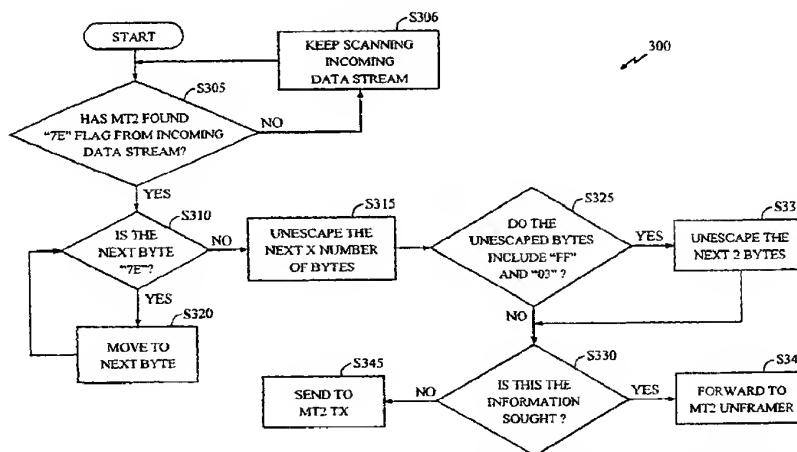 START
S306
KEEP SCANNING
INCOMING
DATA STREAM
300
S305
HAS MT2 FOUND
"7E" FLAG FROM INCOMING
DATA STREAM?
NO
YES
S310
IS THE
NEXT BYTE
"7E"?
NO
S315
UNESCAPE THE
NEXT X NUMBER
OF BYTES
S325
DO THE
UNESCAPED BYTES
INCLUDE "FF"
AND "03" ?
YES
S33
UNESCAPE THE
NEXT 2 BYTES
YES
S320
MOVE TO
NEXT BYTE
NO
S345
SEND TO
MT2 TX
NO
S330
IS THIS THE
INFORMATION
SOUGHT ?
YES
S34
FORWARD TO
MT2 UNFRAMER